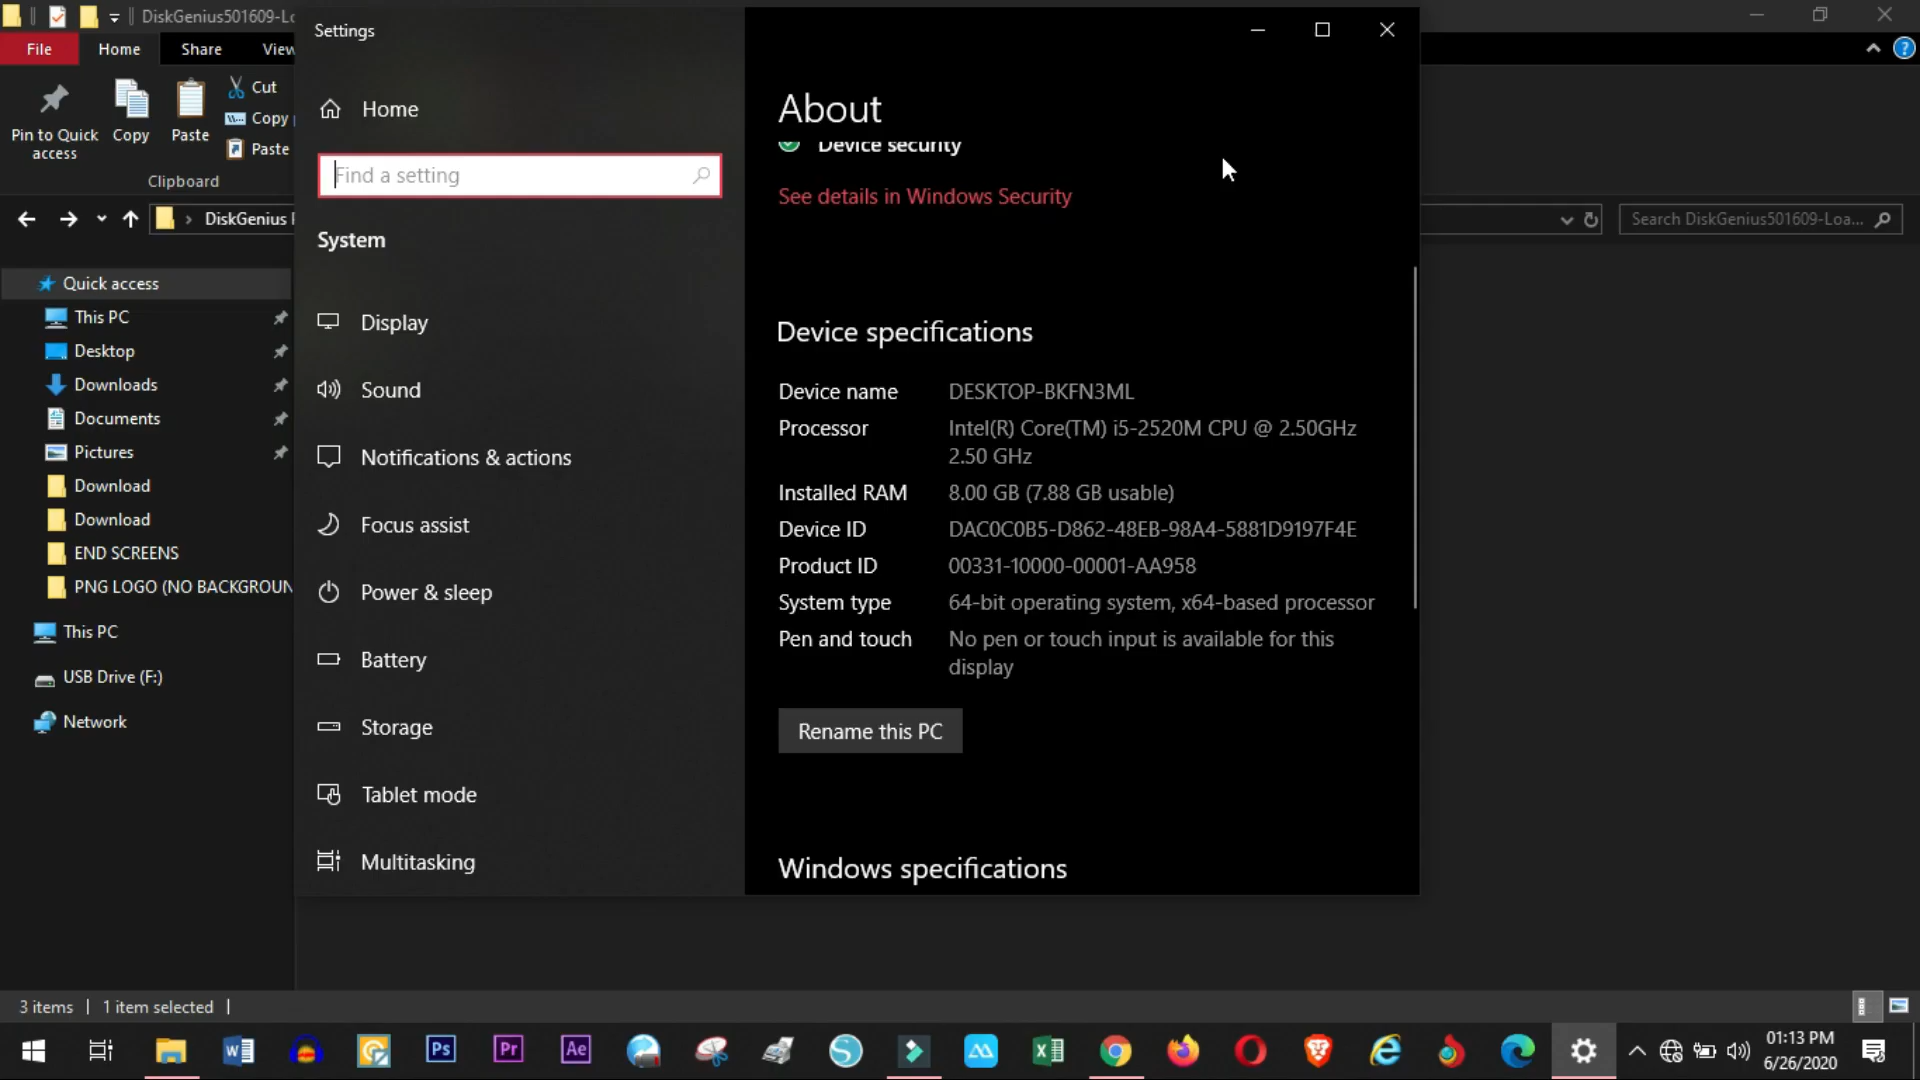 DiskGenius501609-Lo
File
Home
Share
View
Pin to Quick
access
Copy
Paste
Cut
Copy
Paste
Clipboard
DiskGenius
Search DiskGenius501609-Loa...
Quick access
This PC
Desktop
Downloads
Documents
Pictures
Download
Download
END SCREENS
PNG LOGO (NO BACKGROUN
This PC
USB Drive (F:)
Network
3 items
1 item selected
Settings
Home
Find a setting
System
Display
Sound
Notifications & actions
Focus assist
Power & sleep
Battery
Storage
Tablet mode
Multitasking
About
Device security
See details in Windows Security
Device specifications
Device name DESKTOP-BKFN3ML
Processor Intel(R) Core(TM) i5-2520M CPU @ 2.50GHz
2.50 GHz
Installed RAM 8.00 GB (7.88 GB usable)
Device ID DAC0C0B5-D862-48EB-98A4-5881D9197F4E
Product ID 00331-10000-00001-AA958
System type 64-bit operating system, x64-based processor
Pen and touch No pen or touch input is available for this
display
Rename this PC
Windows specifications
Ps
Pr
Ae
01:13 PM
6/26/2020